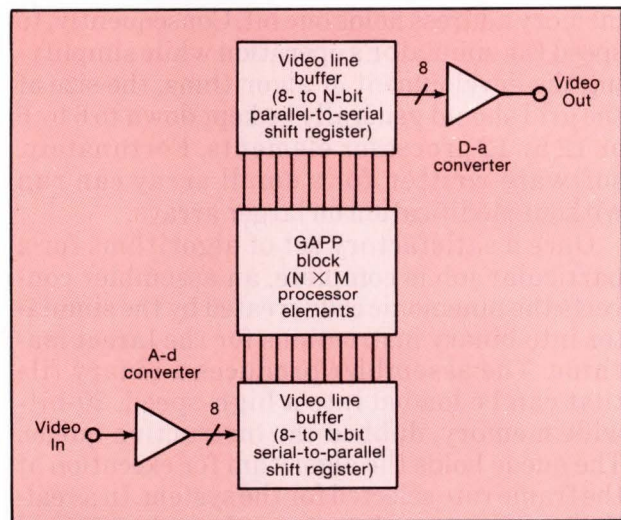 Video line
buffer
(8- to N-bit
parallel-to-serial
shift register)
8
Video
Out
D-a
converter
GAPP
block
(N × M
processor
elements)
A-d
converter
Video
In
8
Video line
buffer
(8- to N-bit
serial-to-parallel
shift register)